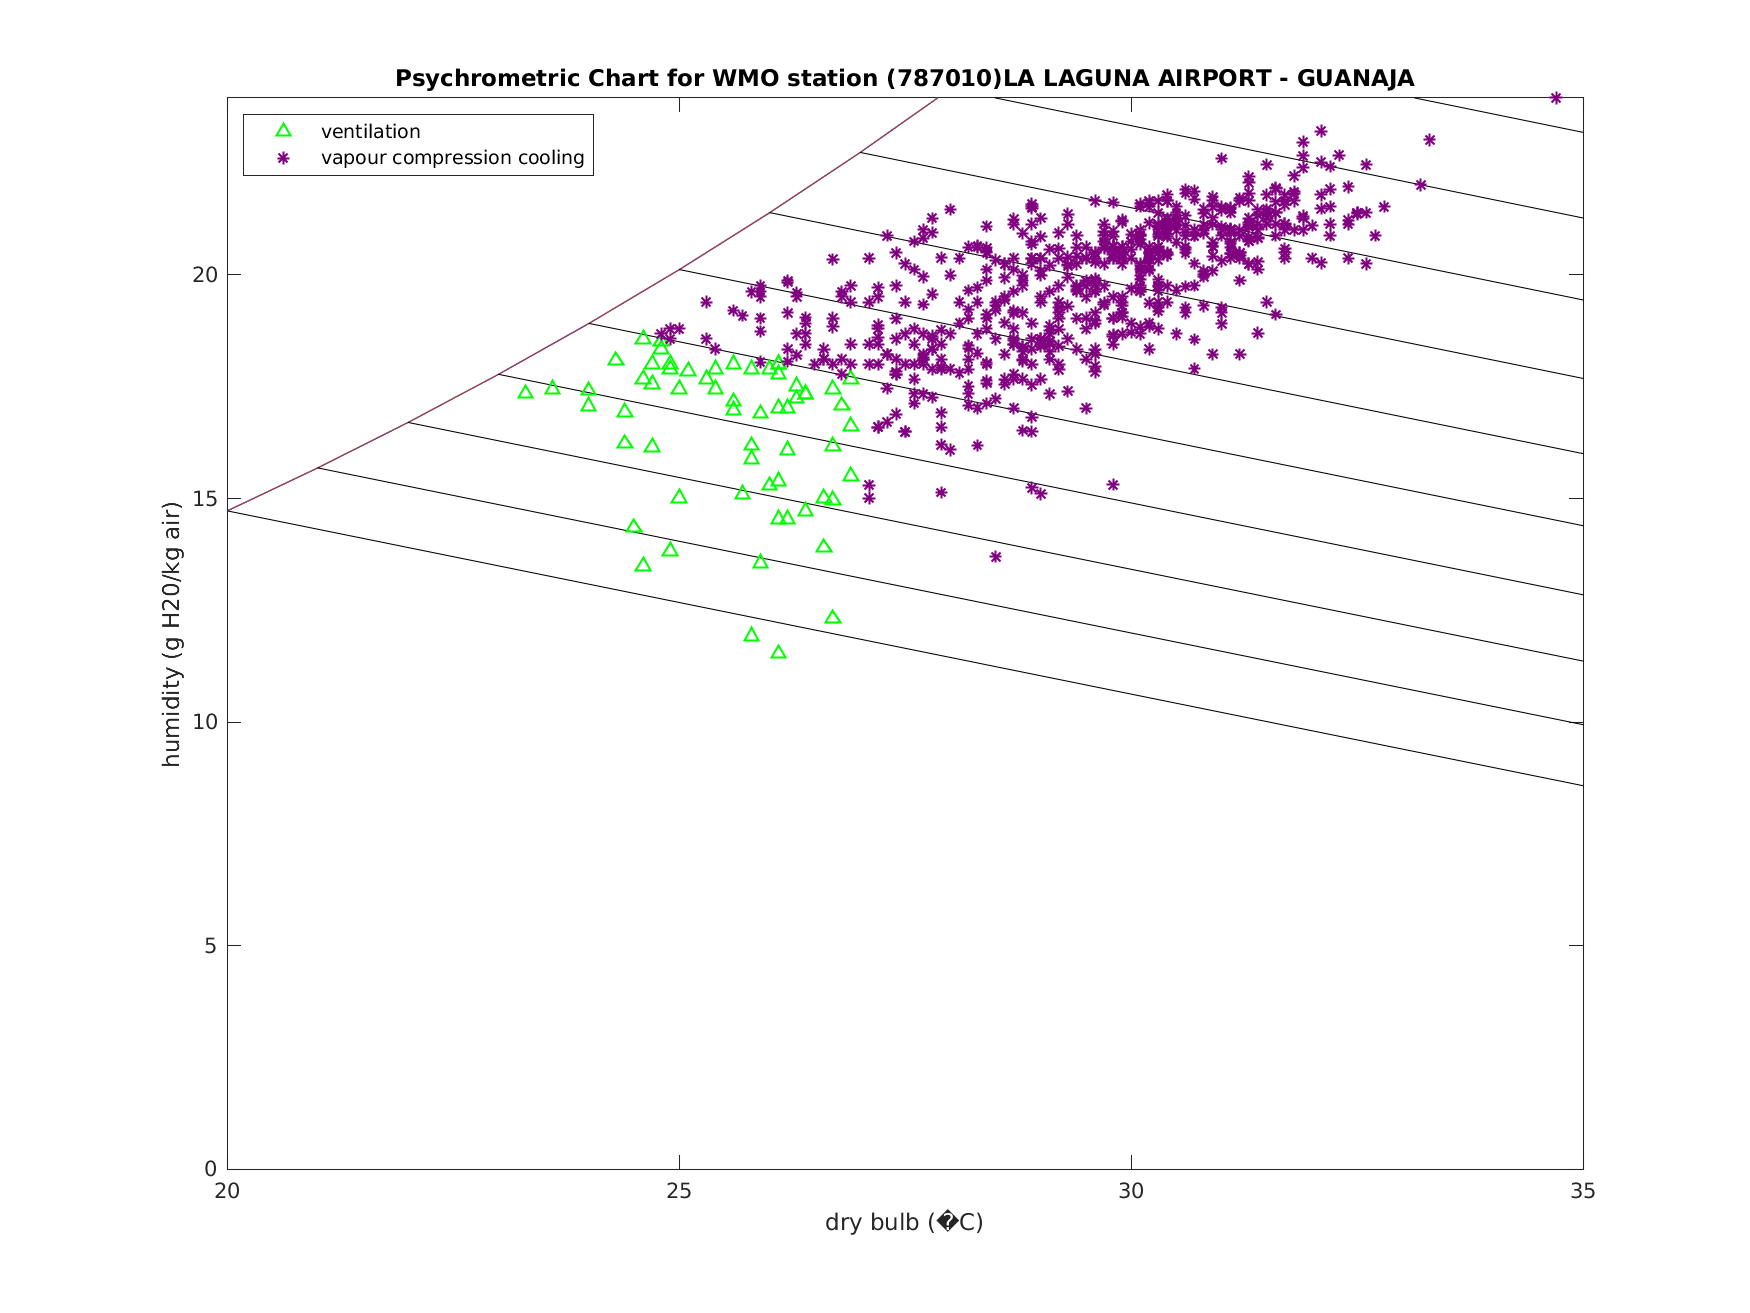 Psychrometric Chart for WMO station (787010)LA LAGUNA AIRPORT - GUANAJA
ventilation
vapour compression cooling
humidity (g H20/kg air)
20
15
10
5
0
20
25
30
35
dry bulb (�C)